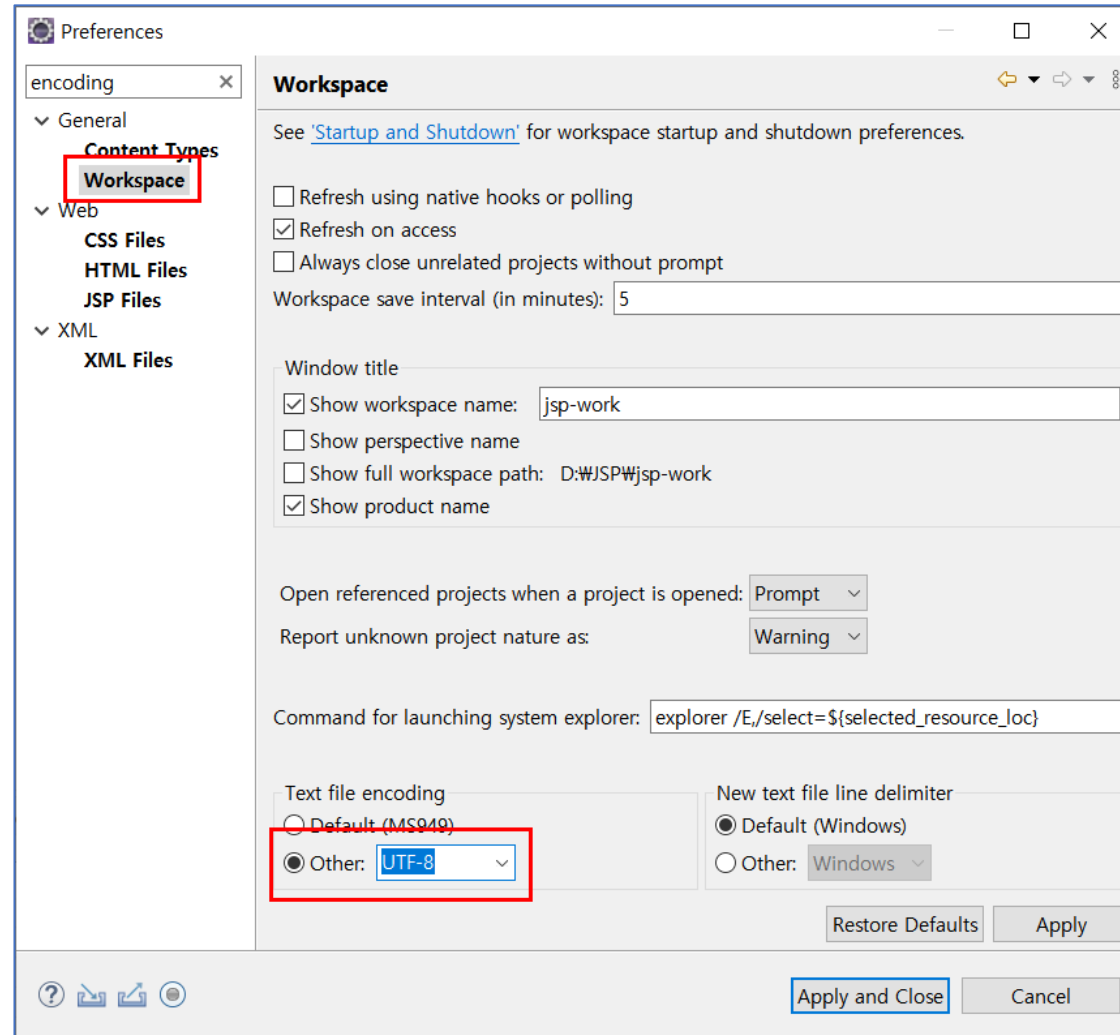 Preferences
encoding
General
Content Types
Workspace
Web
CSS Files
HTML Files
JSP Files
XML
XML Files
Workspace
See 'Startup and Shutdown' for workspace startup and shutdown preferences.
Refresh using native hooks or polling
Refresh on access
Always close unrelated projects without prompt
Workspace save interval (in minutes): 5
Window title
Show workspace name: jsp-work
Show perspective name
Show full workspace path: D:₩JSP₩jsp-work
Show product name
Open referenced projects when a project is opened: Prompt
Report unknown project nature as: Warning
Command for launching system explorer: explorer /E,/select=${selected_resource_loc}
Text file encoding
Default (MS949)
Other: UTF-8
New text file line delimiter
Default (Windows)
Other: Windows
Restore Defaults Apply
Apply and Close Cancel